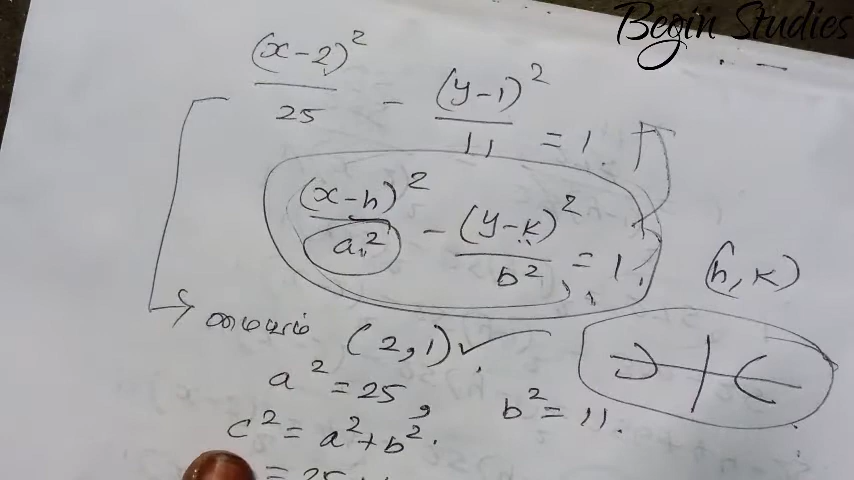 Begin Studies
(x-2)² / 25 - (y-1)² / 11 = 1.
(x-h)² / a² - (y-k)² / b² = 1,
(h, k)
(2,1) ✓
a² = 25, b² = 11.
c² = a² + b².
= 25